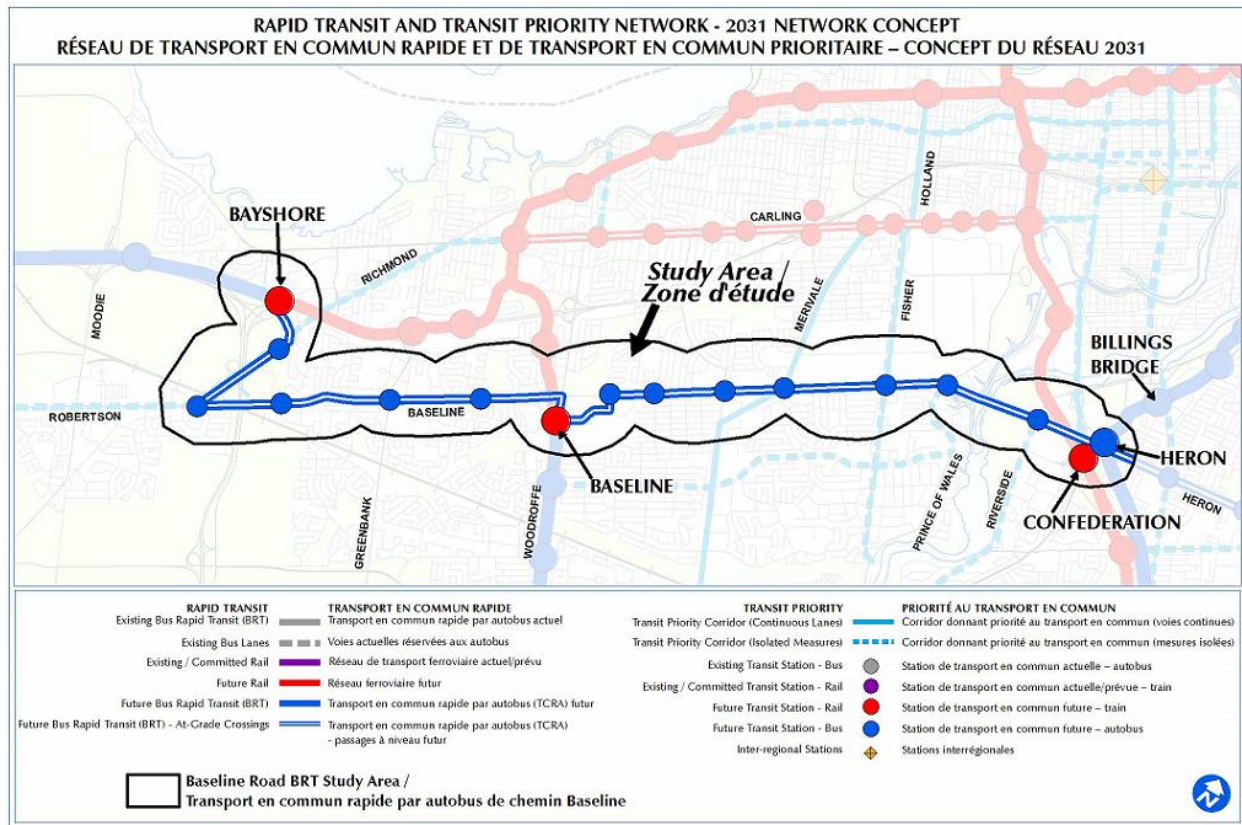 RAPID TRANSIT AND TRANSIT PRIORITY NETWORK - 2031 NETWORK CONCEPT
RÉSEAU DE TRANSPORT EN COMMUN RAPIDE ET DE TRANSPORT EN COMMUN PRIORITAIRE – CONCEPT DU RÉSEAU 2031
BAYSHORE
RICHMOND
MOODIE
ROBERTSON
Study Area /
Zone d'étude
CARLING
HOLLAND
MERIVALE
FISHER
BILLINGS
BRIDGE
BASELINE
BASELINE
GREENBANK
WOODROFFE
PRINCE OF WALES
RIVERSIDE
HERON
HERON
CONFEDERATION
RAPID TRANSIT
TRANSPORT EN COMMUN RAPIDE
Existing Bus Rapid Transit (BRT)
Transport en commun rapide par autobus actuel
Existing Bus Lanes
Voies actuelles réservées aux autobus
Existing / Committed Rail
Réseau de transport ferroviaire actuel/prévu
Future Rail
Réseau ferroviaire futur
Future Bus Rapid Transit (BRT)
Transport en commun rapide par autobus (TCRA) futur
Future Bus Rapid Transit (BRT) - At-Grade Crossings
Transport en commun rapide par autobus (TCRA)
- passages à niveau futur
TRANSIT PRIORITY
PRIORITÉ AU TRANSPORT EN COMMUN
Transit Priority Corridor (Continuous Lanes)
Corridor donnant priorité au transport en commun (voies continues)
Transit Priority Corridor (Isolated Measures)
Corridor donnant priorité au transport en commun (mesures isolées)
Existing Transit Station - Bus
Station de transport en commun actuelle – autobus
Existing / Committed Transit Station - Rail
Station de transport en commun actuelle/prévue – train
Future Transit Station - Rail
Station de transport en commun future – train
Future Transit Station - Bus
Station de transport en commun future – autobus
Inter-regional Stations
Stations interrégionales
Baseline Road BRT Study Area /
Transport en commun rapide par autobus de chemin Baseline